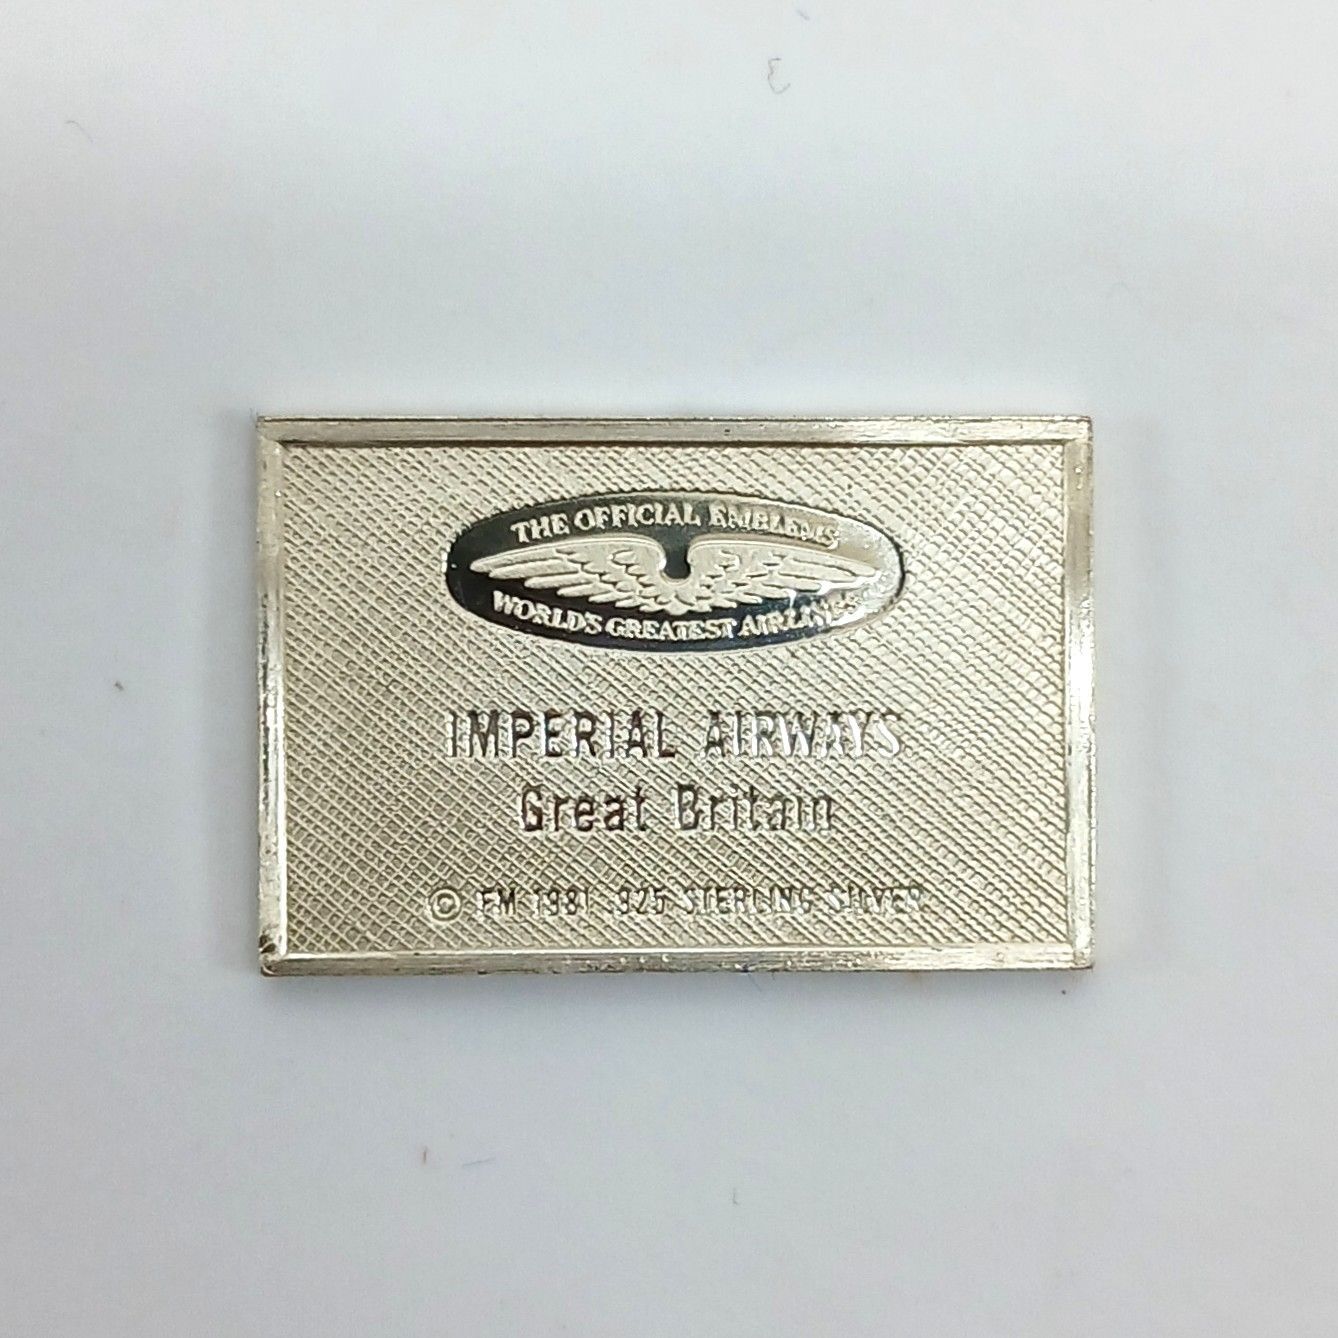 THE OFFICIAL EMBLEMS
WORLD'S GREATEST AIRLINES
IMPERIAL AIRWAYS
Great Britain
© FM 1981 .925 STERLING SILVER